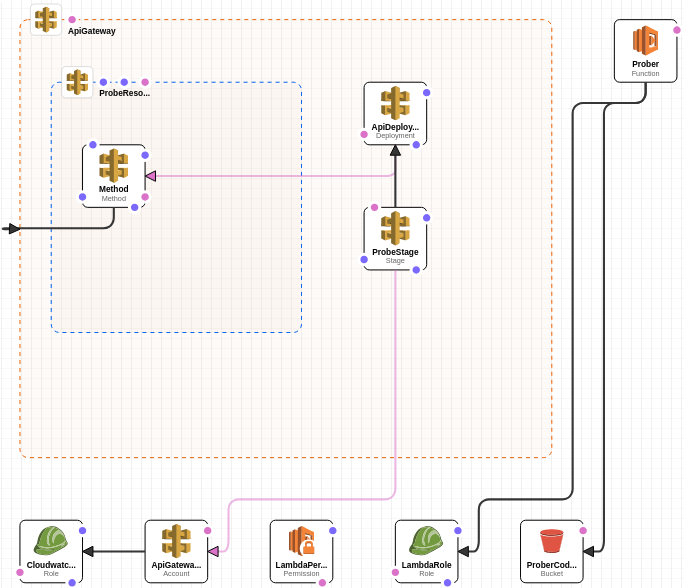 ApiGateway
Prober
Function
ProbeReso...
ApiDeploy...
Deployment
Method
Method
ProbeStage
Stage
Cloudwatc...
Role
ApiGatewa...
Account
LambdaPer...
Permission
LambdaRole
Role
ProberCod...
Bucket